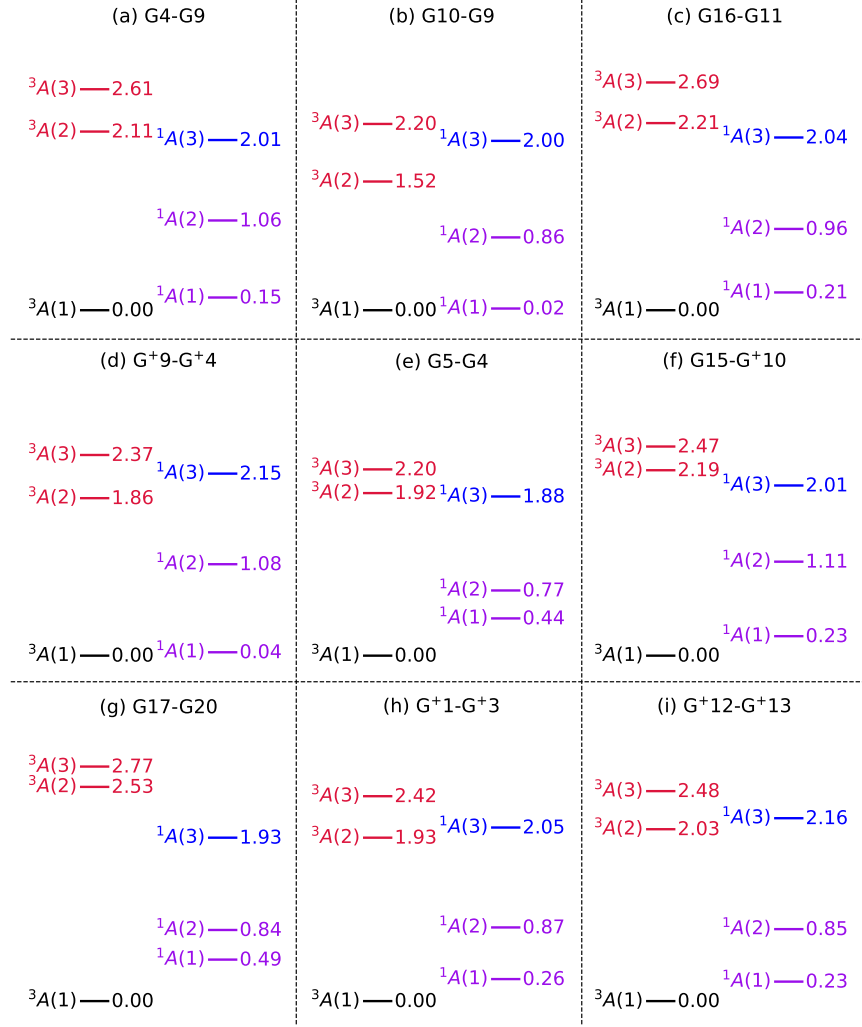 (a) G4-G9
³A(3) 2.61
³A(2) 2.11
¹A(3) 2.01
¹A(2) 1.06
¹A(1) 0.15
³A(1) 0.00
(b) G10-G9
³A(3) 2.20
¹A(3) 2.00
³A(2) 1.52
¹A(2) 0.86
¹A(1) 0.02
³A(1) 0.00
(c) G16-G11
³A(3) 2.69
³A(2) 2.21
¹A(3) 2.04
¹A(2) 0.96
¹A(1) 0.21
³A(1) 0.00
(d) G⁺9-G⁺4
³A(3) 2.37
¹A(3) 2.15
³A(2) 1.86
¹A(2) 1.08
¹A(1) 0.04
³A(1) 0.00
(e) G5-G4
³A(3) 2.20
³A(2) 1.92
¹A(3) 1.88
¹A(2) 0.77
¹A(1) 0.44
³A(1) 0.00
(f) G15-G⁺10
³A(3) 2.47
³A(2) 2.19
¹A(3) 2.01
¹A(2) 1.11
¹A(1) 0.23
³A(1) 0.00
(g) G17-G20
³A(3) 2.77
³A(2) 2.53
¹A(3) 1.93
¹A(2) 0.84
¹A(1) 0.49
³A(1) 0.00
(h) G⁺1-G⁺3
³A(3) 2.42
¹A(3) 2.05
³A(2) 1.93
¹A(2) 0.87
¹A(1) 0.26
³A(1) 0.00
(i) G⁺12-G⁺13
³A(3) 2.48
¹A(3) 2.16
³A(2) 2.03
¹A(2) 0.85
¹A(1) 0.23
³A(1) 0.00